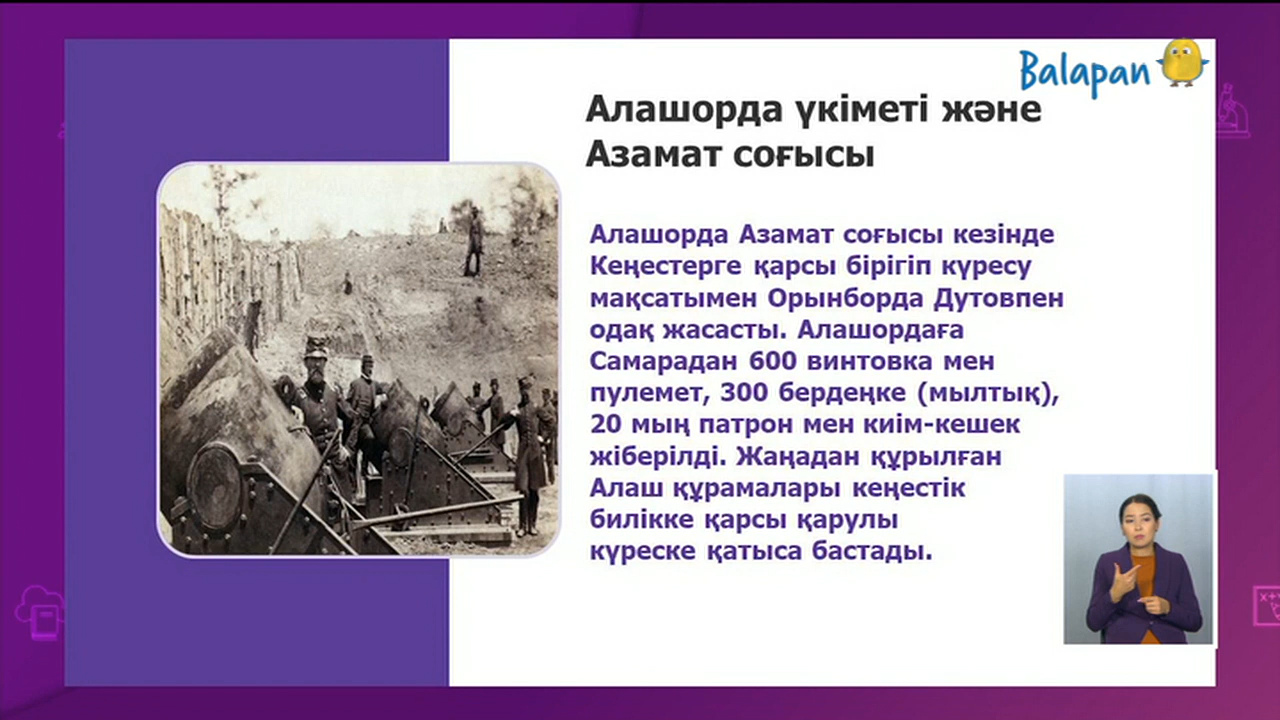 Balapan
Алашорда үкіметі және
Азамат соғысы
Алашорда Азамат соғысы кезінде
Кеңестерге қарсы бірігіп күресу
мақсатымен Орынборда Дутовпен
одақ жасасты. Алашордаға
Самарадан 600 винтовка мен
пулемет, 300 бердеңке (мылтық),
20 мың патрон мен киім-кешек
жіберілді. Жаңадан құрылған
Алаш құрамалары кеңестік
билікке қарсы қарулы
күреске қатыса бастады.